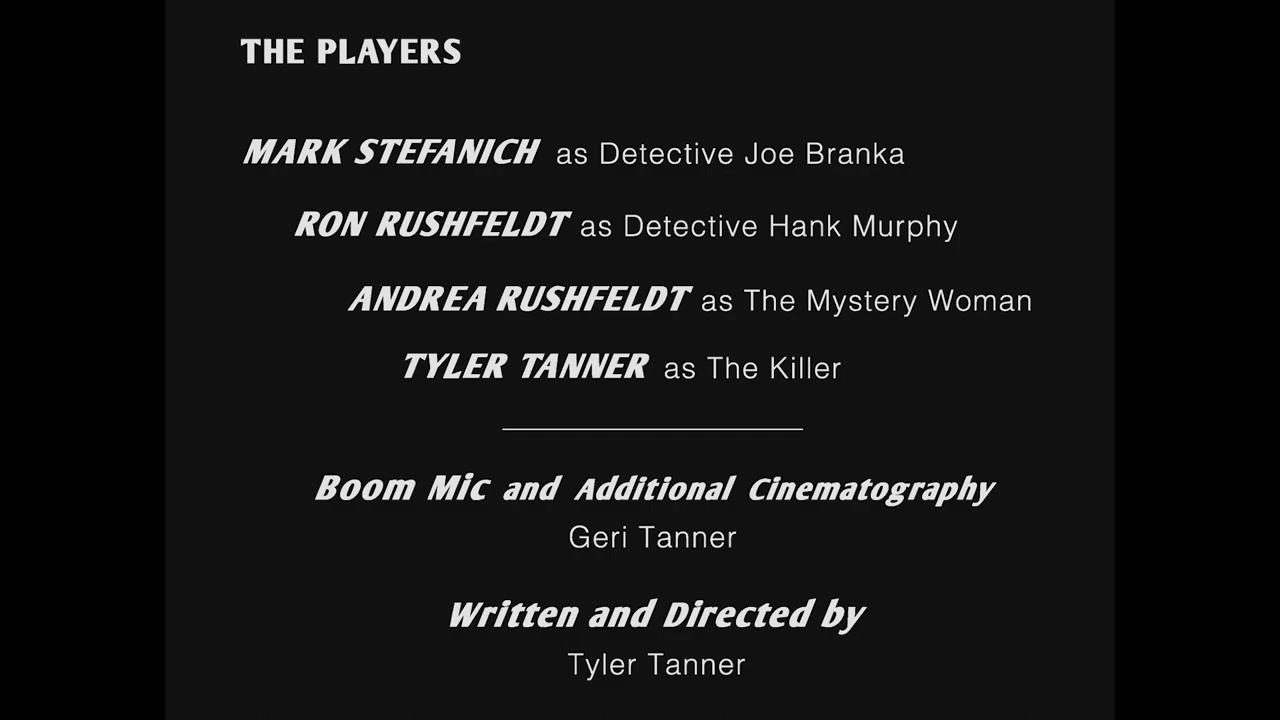 THE PLAYERS
MARK STEFANICH as Detective Joe Branka
RON RUSHFELDT as Detective Hank Murphy
ANDREA RUSHFELDT as The Mystery Woman
TYLER TANNER as The Killer
Boom Mic and Additional Cinematography
Geri Tanner
Written and Directed by
Tyler Tanner